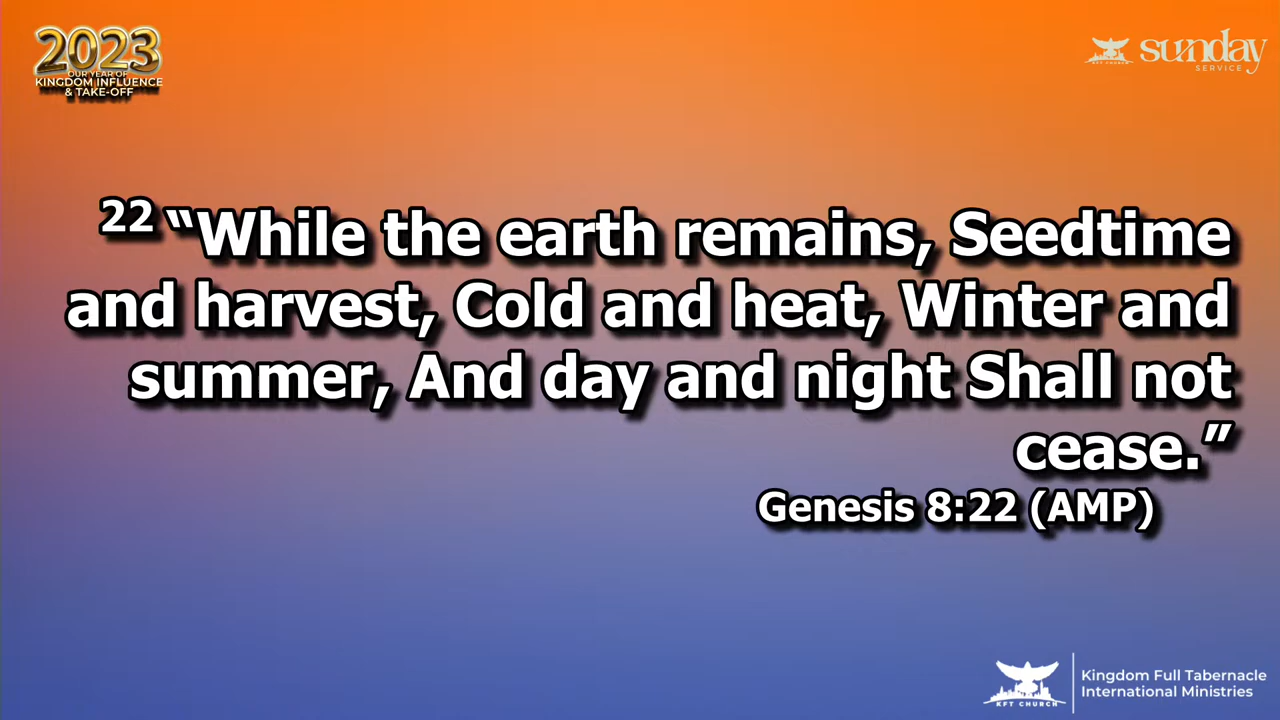 2023
OUR YEAR OF
KINGDOM INFLUENCE
& TAKE-OFF
KFT CHURCH
sunday
SERVICE
22 “While the earth remains, Seedtime
and harvest, Cold and heat, Winter and
summer, And day and night Shall not
cease.”
Genesis 8:22 (AMP)
KFT CHURCH
Kingdom Full Tabernacle
International Ministries